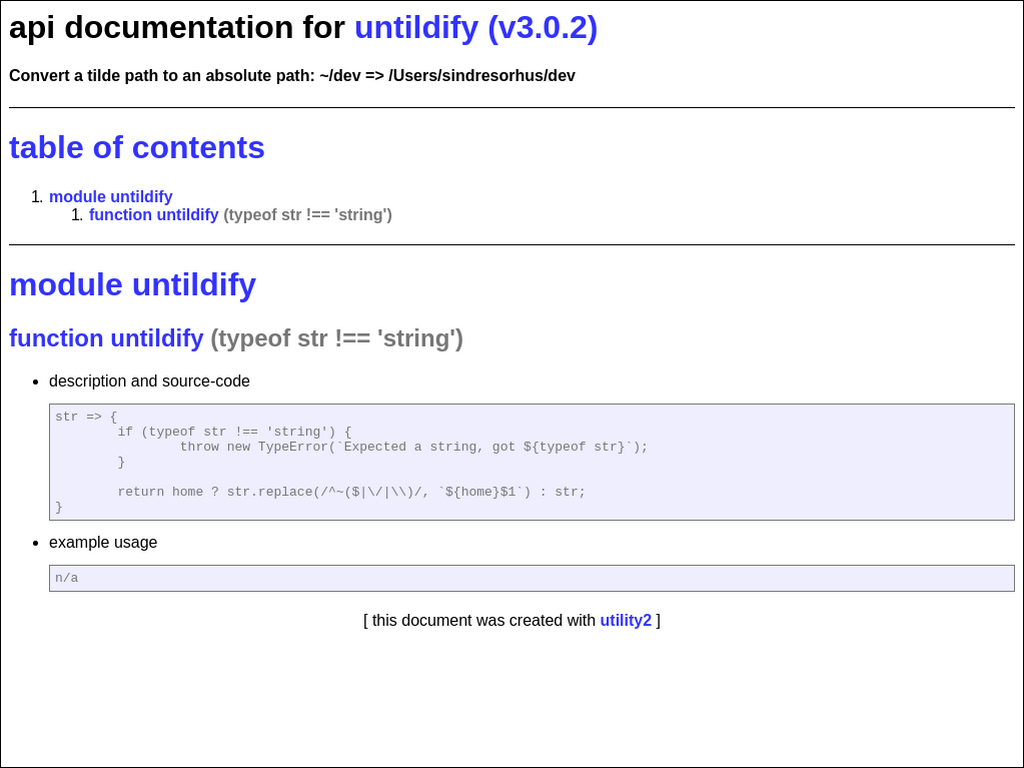 api documentation for untildify (v3.0.2)
Convert a tilde path to an absolute path: ~/dev => /Users/sindresorhus/dev
table of contents
1. module untildify
1. function untildify (typeof str !== 'string')
module untildify
function untildify (typeof str !== 'string')
• description and source-code
str => {
        if (typeof str !== 'string') {
                throw new TypeError(`Expected a string, got ${typeof str}`);
        }
        return home ? str.replace(/^~($|\/|\\)/, `${home}$1`) : str;
}
• example usage
n/a
[ this document was created with utility2 ]